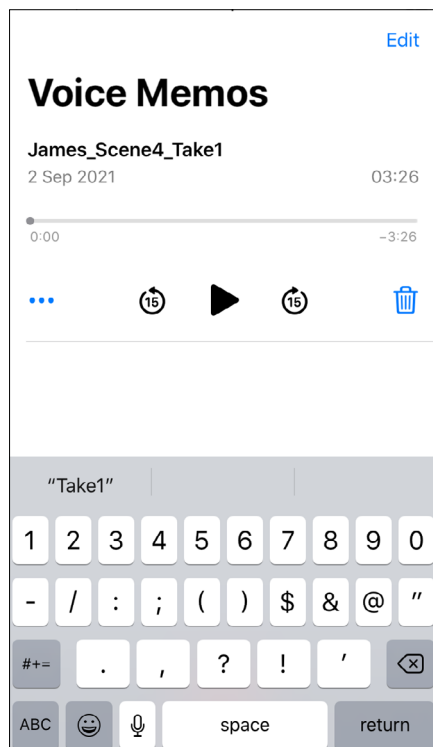 Edit
Voice Memos
James_Scene4_Take1
2 Sep 2021 03:26
0:00 −3:26
15 15
“Take1”
1 2 3 4 5 6 7 8 9 0
- / : ; ( ) $ & @ "
#+= . , ? ! ’
ABC space return